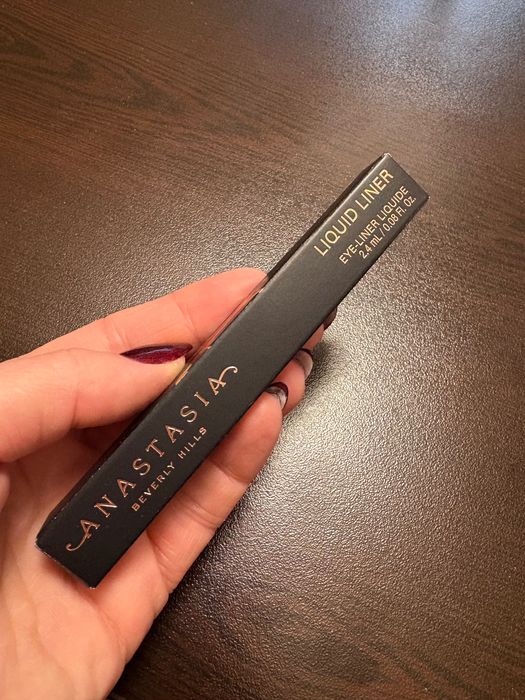 LIQUID LINER
EYE-LINER LIQUIDE
2.4 mL / 0.08 Fl. Oz.
ANASTASIA
BEVERLY HILLS